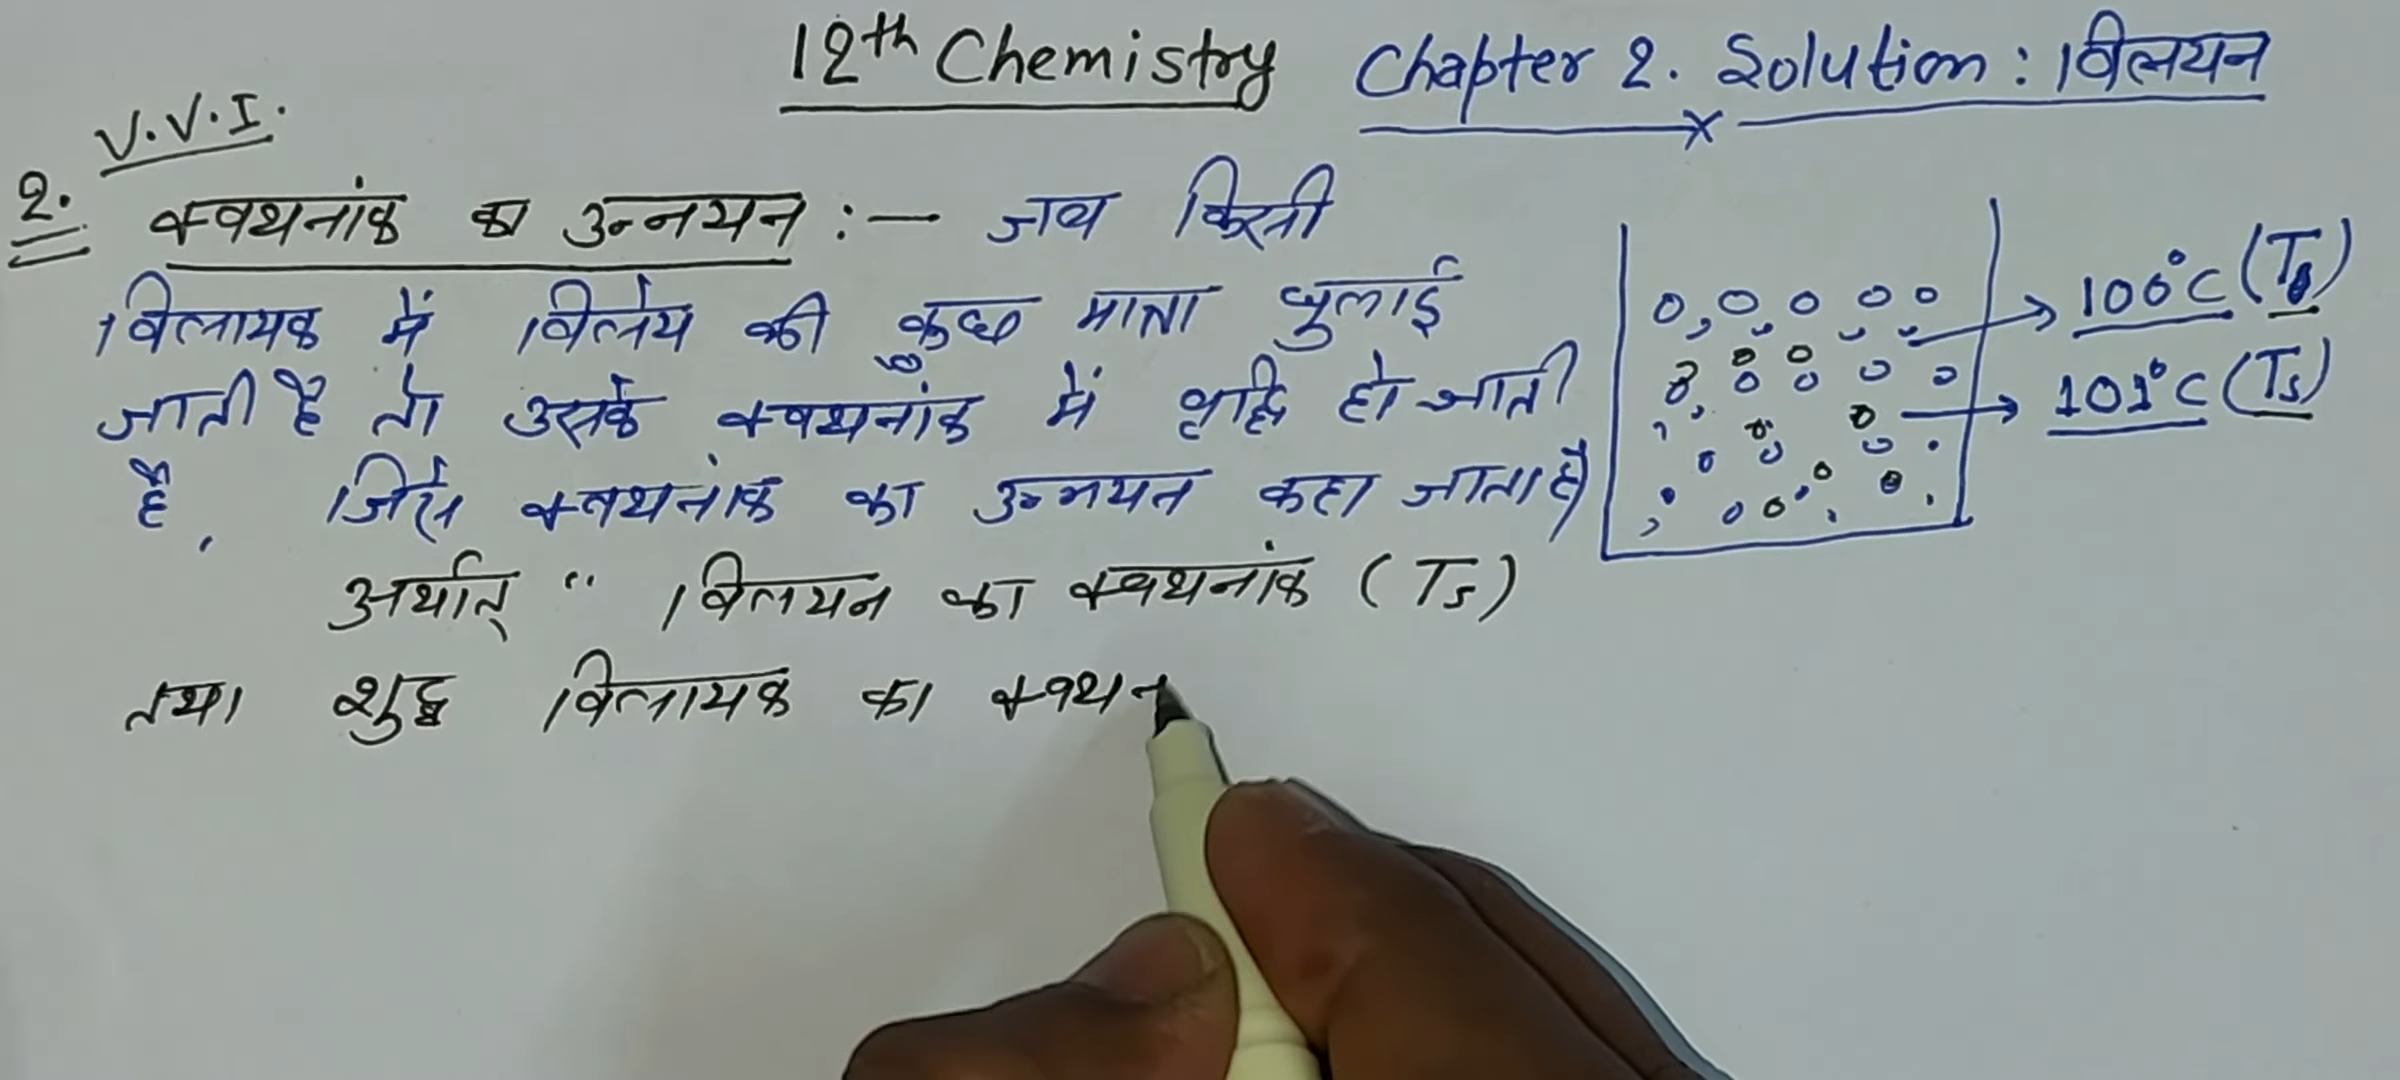 12th Chemistry Chapter 2. Solution : विलयन
V.V.I.
2. क्वथनांक का उन्नयन :— जब किसी
विलायक में विलेय की कुछ मात्रा घुलाई
जाती है तो उसके क्वथनांक में वृद्धि हो जाती
है, जिसे क्वथनांक का उन्नयन कहा जाता है।
अर्थात् " विलयन का क्वथनांक (Ts)
तथा शुद्ध विलायक का क्वथन
100°C
101°C (Ts)